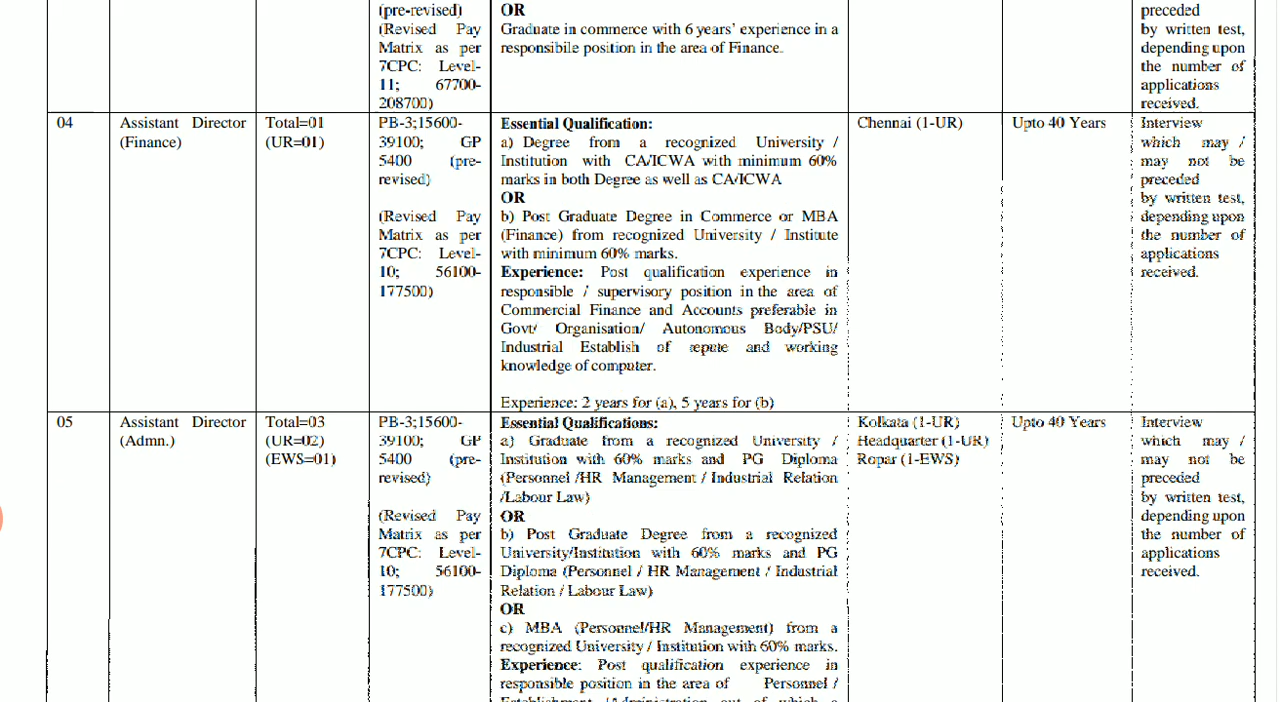 (pre-revised)
(Revised Pay
Matrix as per
7CPC: Level-
11; 67700-
208700)
OR
Graduate in commerce with 6 years' experience in a
responsibile position in the area of Finance.
preceded
by written test,
depending upon
the number of
applications
received.
04
Assistant Director
(Finance)
Total=01
(UR=01)
PB-3;15600-
39100; GP
5400 (pre-
revised)
(Revised Pay
Matrix as per
7CPC: Level-
10; 56100-
177500)
Essential Qualification:
a) Degree from a recognized University /
Institution with CA/ICWA with minimum 60%
marks in both Degree as well as CA/ICWA
OR
b) Post Graduate Degree in Commerce or MBA
(Finance) from recognized University / Institute
with minimum 60% marks.
Experience: Post qualification experience in
responsible / supervisory position in the area of
Commercial Finance and Accounts preferable in
Govt/ Organisation/ Autonomous Body/PSU/
Industrial Establish of repute and working
knowledge of computer.
Experience: 2 years for (a), 5 years for (b)
Chennai (1-UR)
Upto 40 Years
Interview
which may /
may not be
preceded
by written test,
depending upon
the number of
applications
received.
05
Assistant Director
(Admn.)
Total=03
(UR=02)
(EWS=01)
PB-3;15600-
39100; GP
5400 (pre-
revised)
(Revised Pay
Matrix as per
7CPC: Level-
10; 56100-
177500)
Essential Qualifications:
a) Graduate from a recognized University /
Institution with 60% marks and PG Diploma
(Personnel /HR Management / Industrial Relation
/Labour Law)
OR
b) Post Graduate Degree from a recognized
University/Institution with 60% marks and PG
Diploma (Personnel / HR Management / Industrial
Relation / Labour Law)
OR
c) MBA (Personnel/HR Management) from a
recognized University / Institution with 60% marks.
Experience: Post qualification experience in
responsible position in the area of Personnel /
Establishment /Administration out of which a
Kolkata (1-UR)
Headquarter (1-UR)
Ropar (1-EWS)
Upto 40 Years
Interview
which may /
may not be
preceded
by written test,
depending upon
the number of
applications
received.